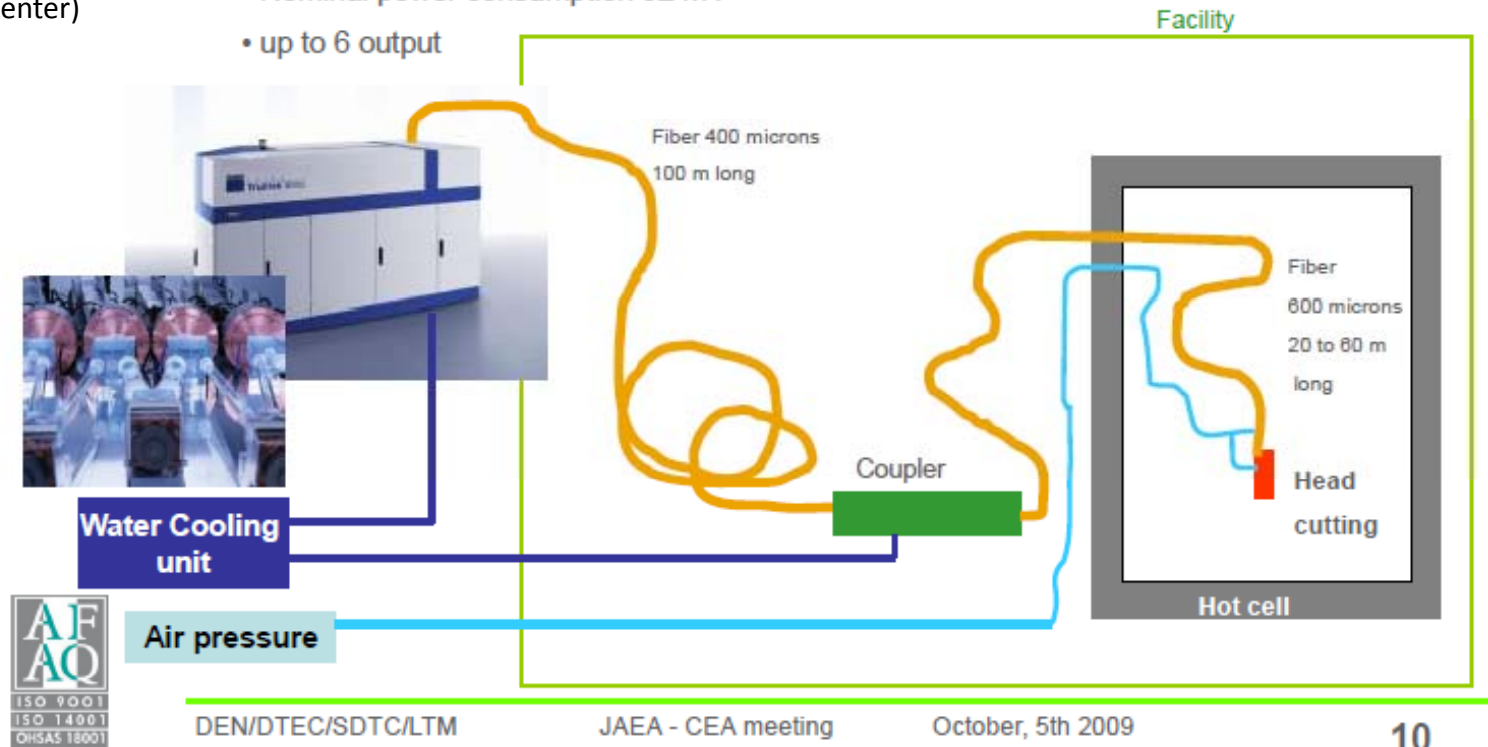 enter)
• up to 6 output
Facility
Fiber 400 microns
100 m long
Fiber
600 microns
20 to 60 m
long
Coupler
Head
cutting
Water Cooling
unit
Hot cell
Air pressure
AF
AQ
ISO 9001
ISO 14001
OHSAS 18001
DEN/DTEC/SDTC/LTM
JAEA - CEA meeting
October, 5th 2009
10